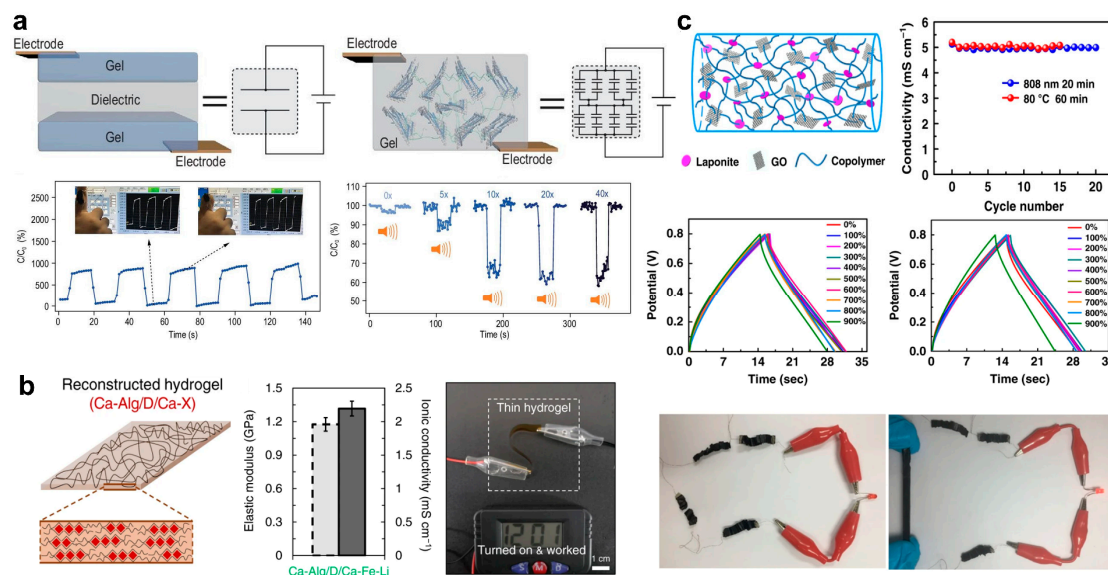 a
Electrode
Gel
Dielectric
Gel
Electrode
Electrode
Gel
Electrode
C/C₀ (%)
2500
2000
1500
1000
500
0
0 20 40 60 80 100 120 140
Time (s)
C/C₀ (%)
110
100
90
80
70
60
50
0x 5x 10x 20x 40x
0 100 200 300
Time (s)
b
Reconstructed hydrogel
(Ca-Alg/D/Ca-X)
Elastic modulus (GPa)
1.5
1.2
0.9
0.6
0.3
0
2.5
2.0
1.5
1.0
0.5
0
Ionic conductivity (mS cm⁻¹)
Ca-Alg/D/Ca-Fe-Li
Thin hydrogel
1201
Turned on & worked
S M
1 cm
c
Laponite GO Copolymer
Conductivity (mS cm⁻¹)
6
5
4
3
2
1
0
808 nm 20 min
80 °C 60 min
0 5 10 15 20
Cycle number
Potential (V)
0.8
0.6
0.4
0.2
0.0
0%
100%
200%
300%
400%
500%
600%
700%
800%
900%
0 7 14 21 28 35
Time (sec)
Potential (V)
0.8
0.6
0.4
0.2
0.0
0%
100%
200%
300%
400%
500%
600%
700%
800%
900%
0 7 14 21 28 35
Time (sec)